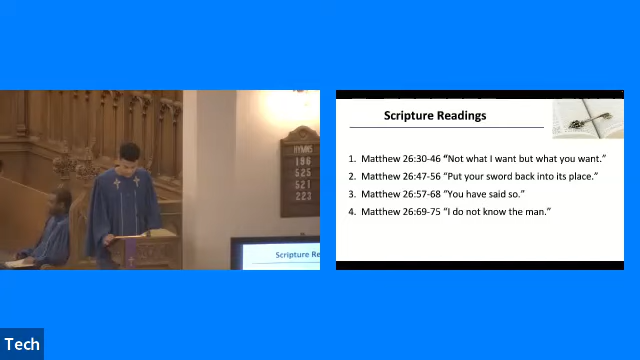 HYMNS
196
525
521
223
Scripture Re
Scripture Readings
1. Matthew 26:30-46 “Not what I want but what you want.”
2. Matthew 26:47-56 “Put your sword back into its place.”
3. Matthew 26:57-68 “You have said so.”
4. Matthew 26:69-75 “I do not know the man.”
Tech